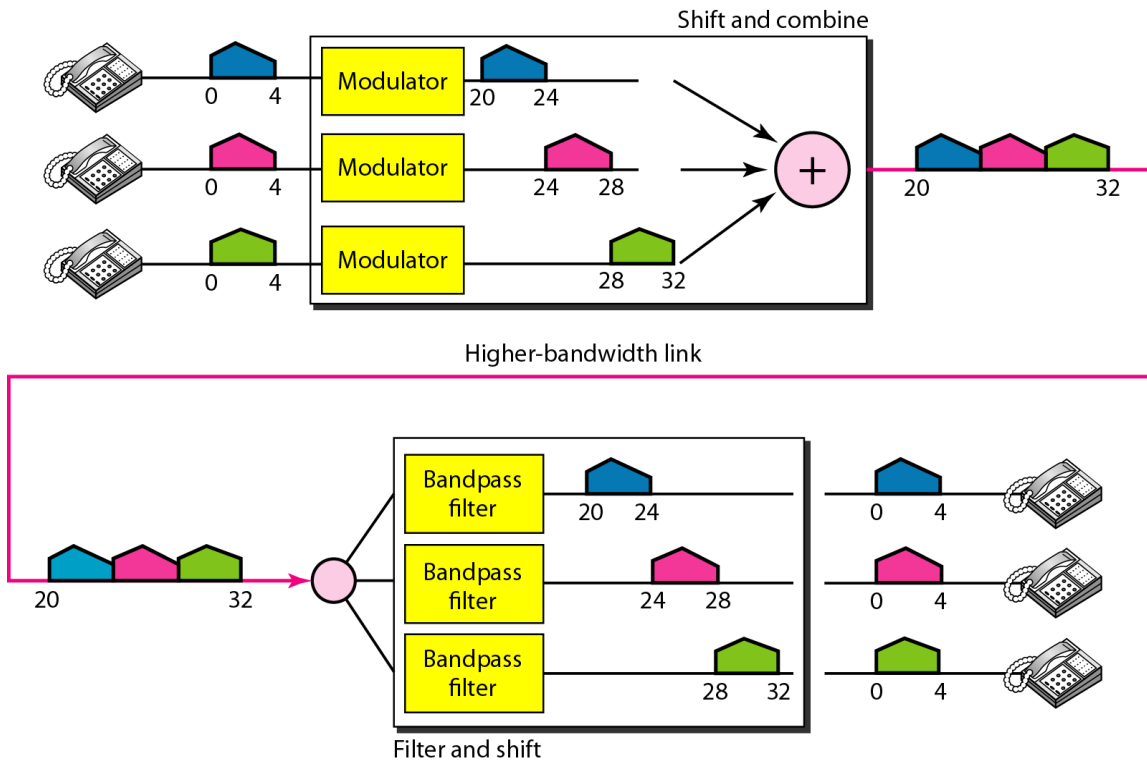 Shift and combine
0 4
Modulator
20 24
0 4
Modulator
24 28
+
20 32
0 4
Modulator
28 32
Higher-bandwidth link
Bandpass
filter
20 24
0 4
20 32
Bandpass
filter
24 28
0 4
Bandpass
filter
28 32
0 4
Filter and shift